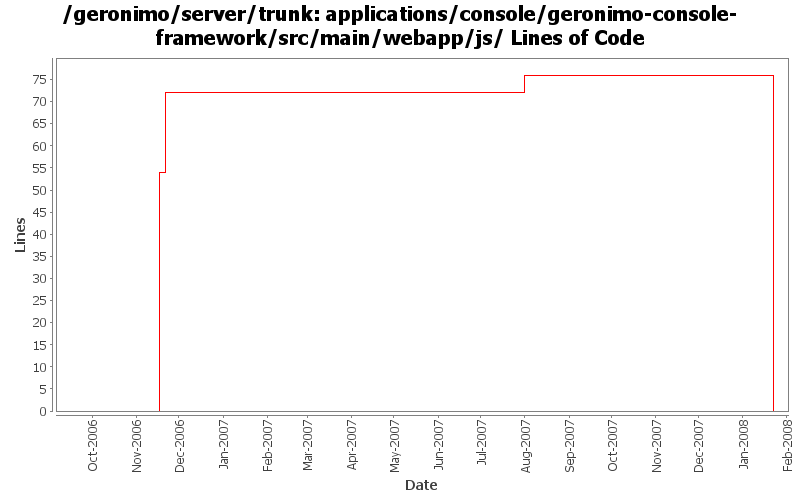 /geronimo/server/trunk: applications/console/geronimo-console-
framework/src/main/webapp/js/ Lines of Code
75
70
65
60
55
50
45
40
35
30
25
20
15
10
5
0
Lines
Oct-2006
Nov-2006
Dec-2006
Jan-2007
Feb-2007
Mar-2007
Apr-2007
May-2007
Jun-2007
Jul-2007
Aug-2007
Sep-2007
Oct-2007
Nov-2007
Dec-2007
Jan-2008
Feb-2008
Date